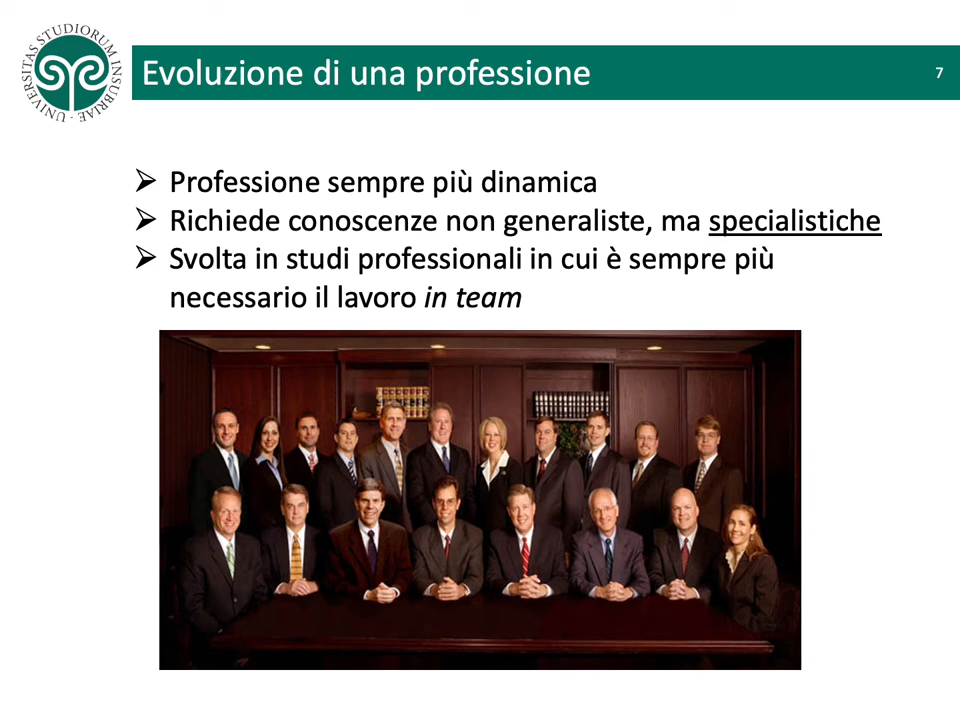 UNIVERSITAS STUDIORUM INSUBRIAE
Evoluzione di una professione
7
➢ Professione sempre più dinamica
➢ Richiede conoscenze non generaliste, ma specialistiche
➢ Svolta in studi professionali in cui è sempre più
necessario il lavoro in team